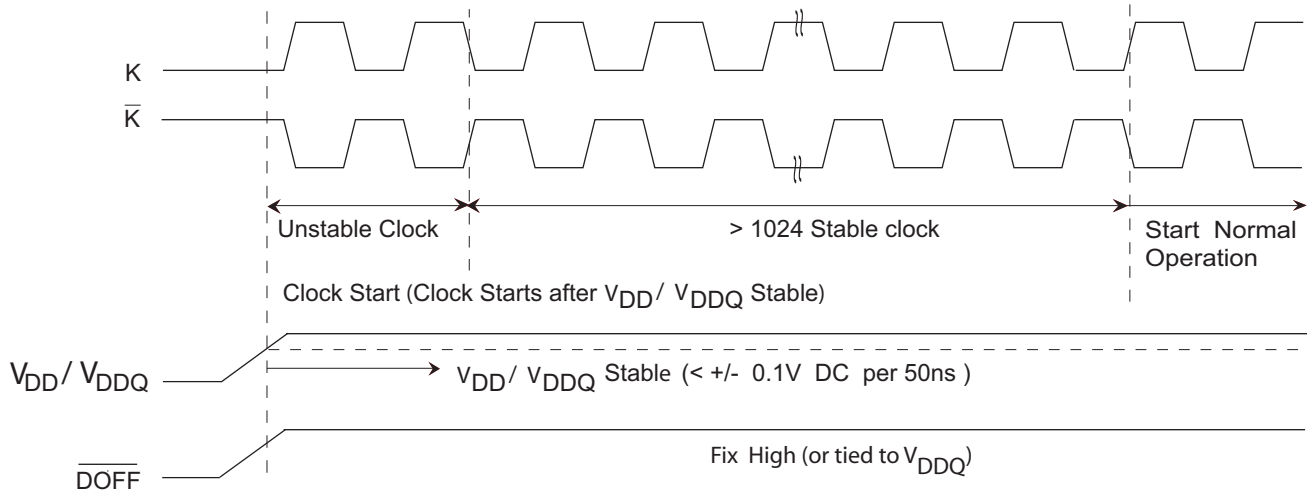 K
K̅
Unstable Clock
> 1024 Stable clock
Start Normal
Operation
Clock Start (Clock Starts after VDD / VDDQ Stable)
VDD / VDDQ
VDD / VDDQ Stable (< +/- 0.1V DC per 50ns )
Fix High (or tied to VDDQ)
D̅O̅F̅F̅